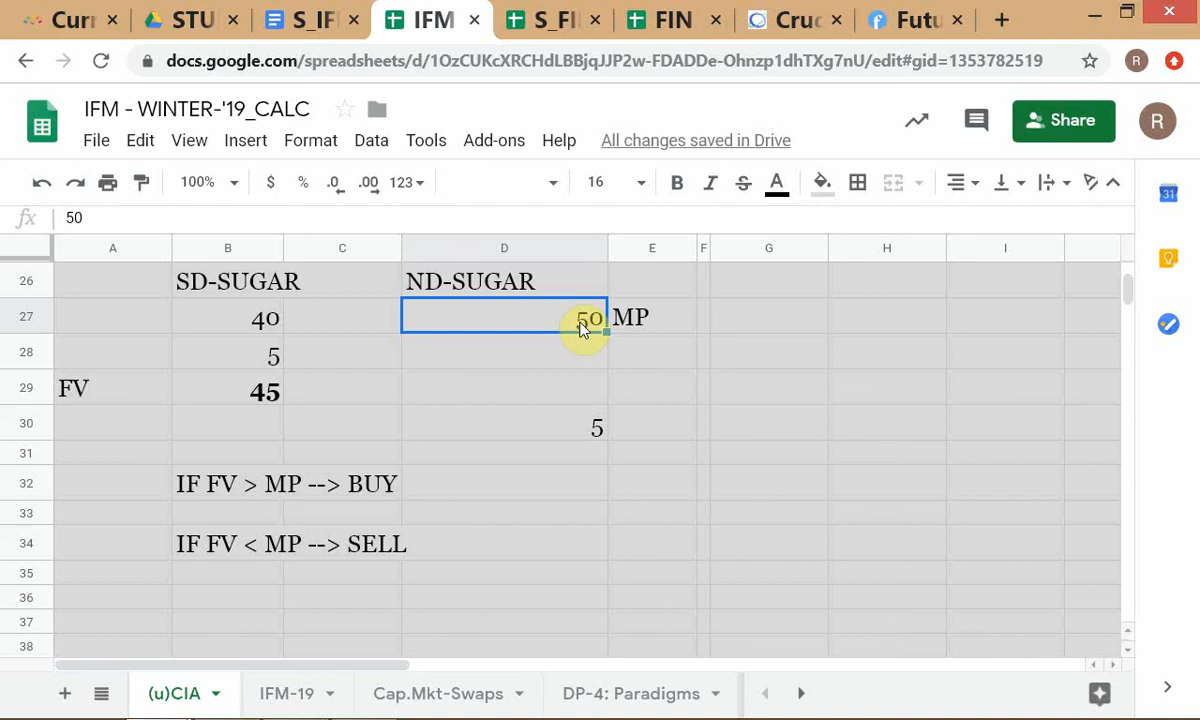 Curr
STU
S_IF
IFM
S_FI
FIN
Cruc
Futu
docs.google.com/spreadsheets/d/1OzCUKcXRCHdLBBjqJJP2w-FDADDe-Ohnzp1dhTXg7nU/edit#gid=1353782519
R
IFM - WINTER-'19_CALC
File Edit View Insert Format Data Tools Add-ons Help All changes saved in Drive
Share
R
100% $ % .0 .00 123 16 B I S A
31
fx 50
A B C D E F G H I
26 SD-SUGAR ND-SUGAR
27 40 50 MP
28 5
29 FV 45
30 5
31
32 IF FV > MP --> BUY
33
34 IF FV < MP --> SELL
35
36
37
38
(u)CIA IFM-19 Cap.Mkt-Swaps DP-4: Paradigms